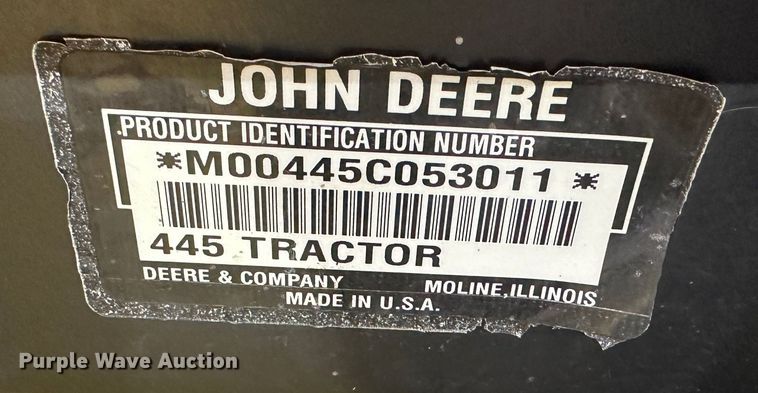 JOHN DEERE
PRODUCT IDENTIFICATION NUMBER
*M00445C053011*
445 TRACTOR
DEERE & COMPANY MOLINE, ILLINOIS
MADE IN U.S.A.
Purple Wave Auction